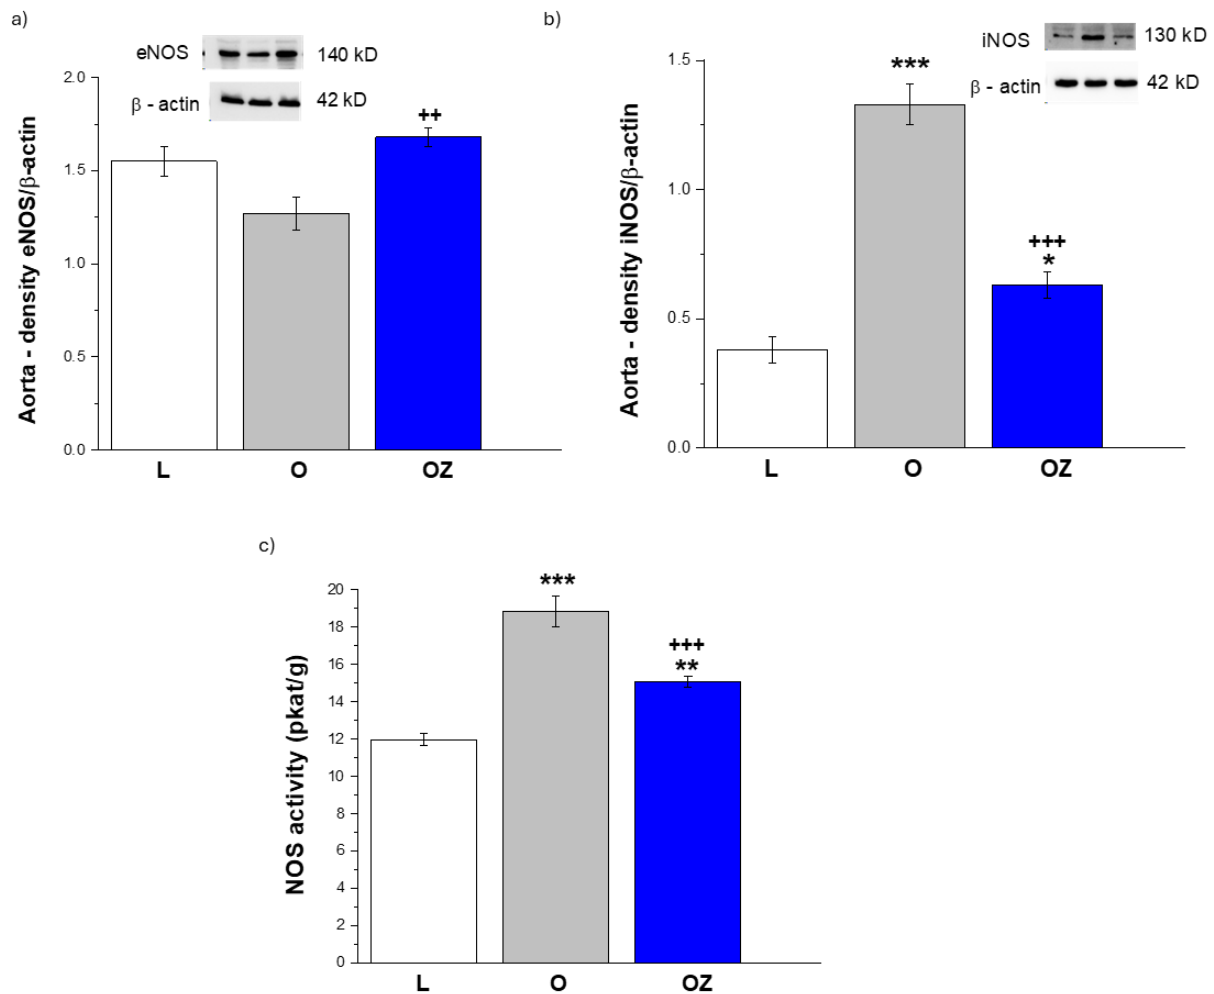 a)
eNOS
140 kD
β - actin
42 kD
++
2.0
1.5
1.0
0.5
0.0
Aorta - density eNOS/β-actin
L
O
OZ
b)
iNOS
130 kD
β - actin
42 kD
***
+++
*
1.5
1.0
0.5
0.0
Aorta - density iNOS/β-actin
L
O
OZ
c)
***
+++
**
20
18
16
14
12
10
8
6
4
2
0
NOS activity (pkat/g)
L
O
OZ